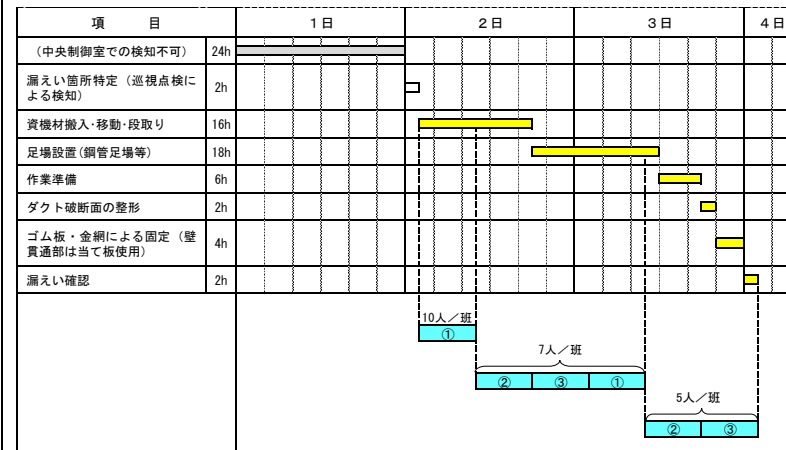 項　目 1日 2日 3日 4日
（中央制御室での検知不可） 24h
漏えい箇所特定（巡視点検に
よる検知） 2h
資機材搬入･移動･段取り 16h
足場設置(鋼管足場等) 18h
作業準備 6h
ダクト破断面の整形 2h
ゴム板・金網による固定（壁
貫通部は当て板使用） 4h
漏えい確認 2h
10人／班
①
7人／班
② ③ ①
5人／班
② ③